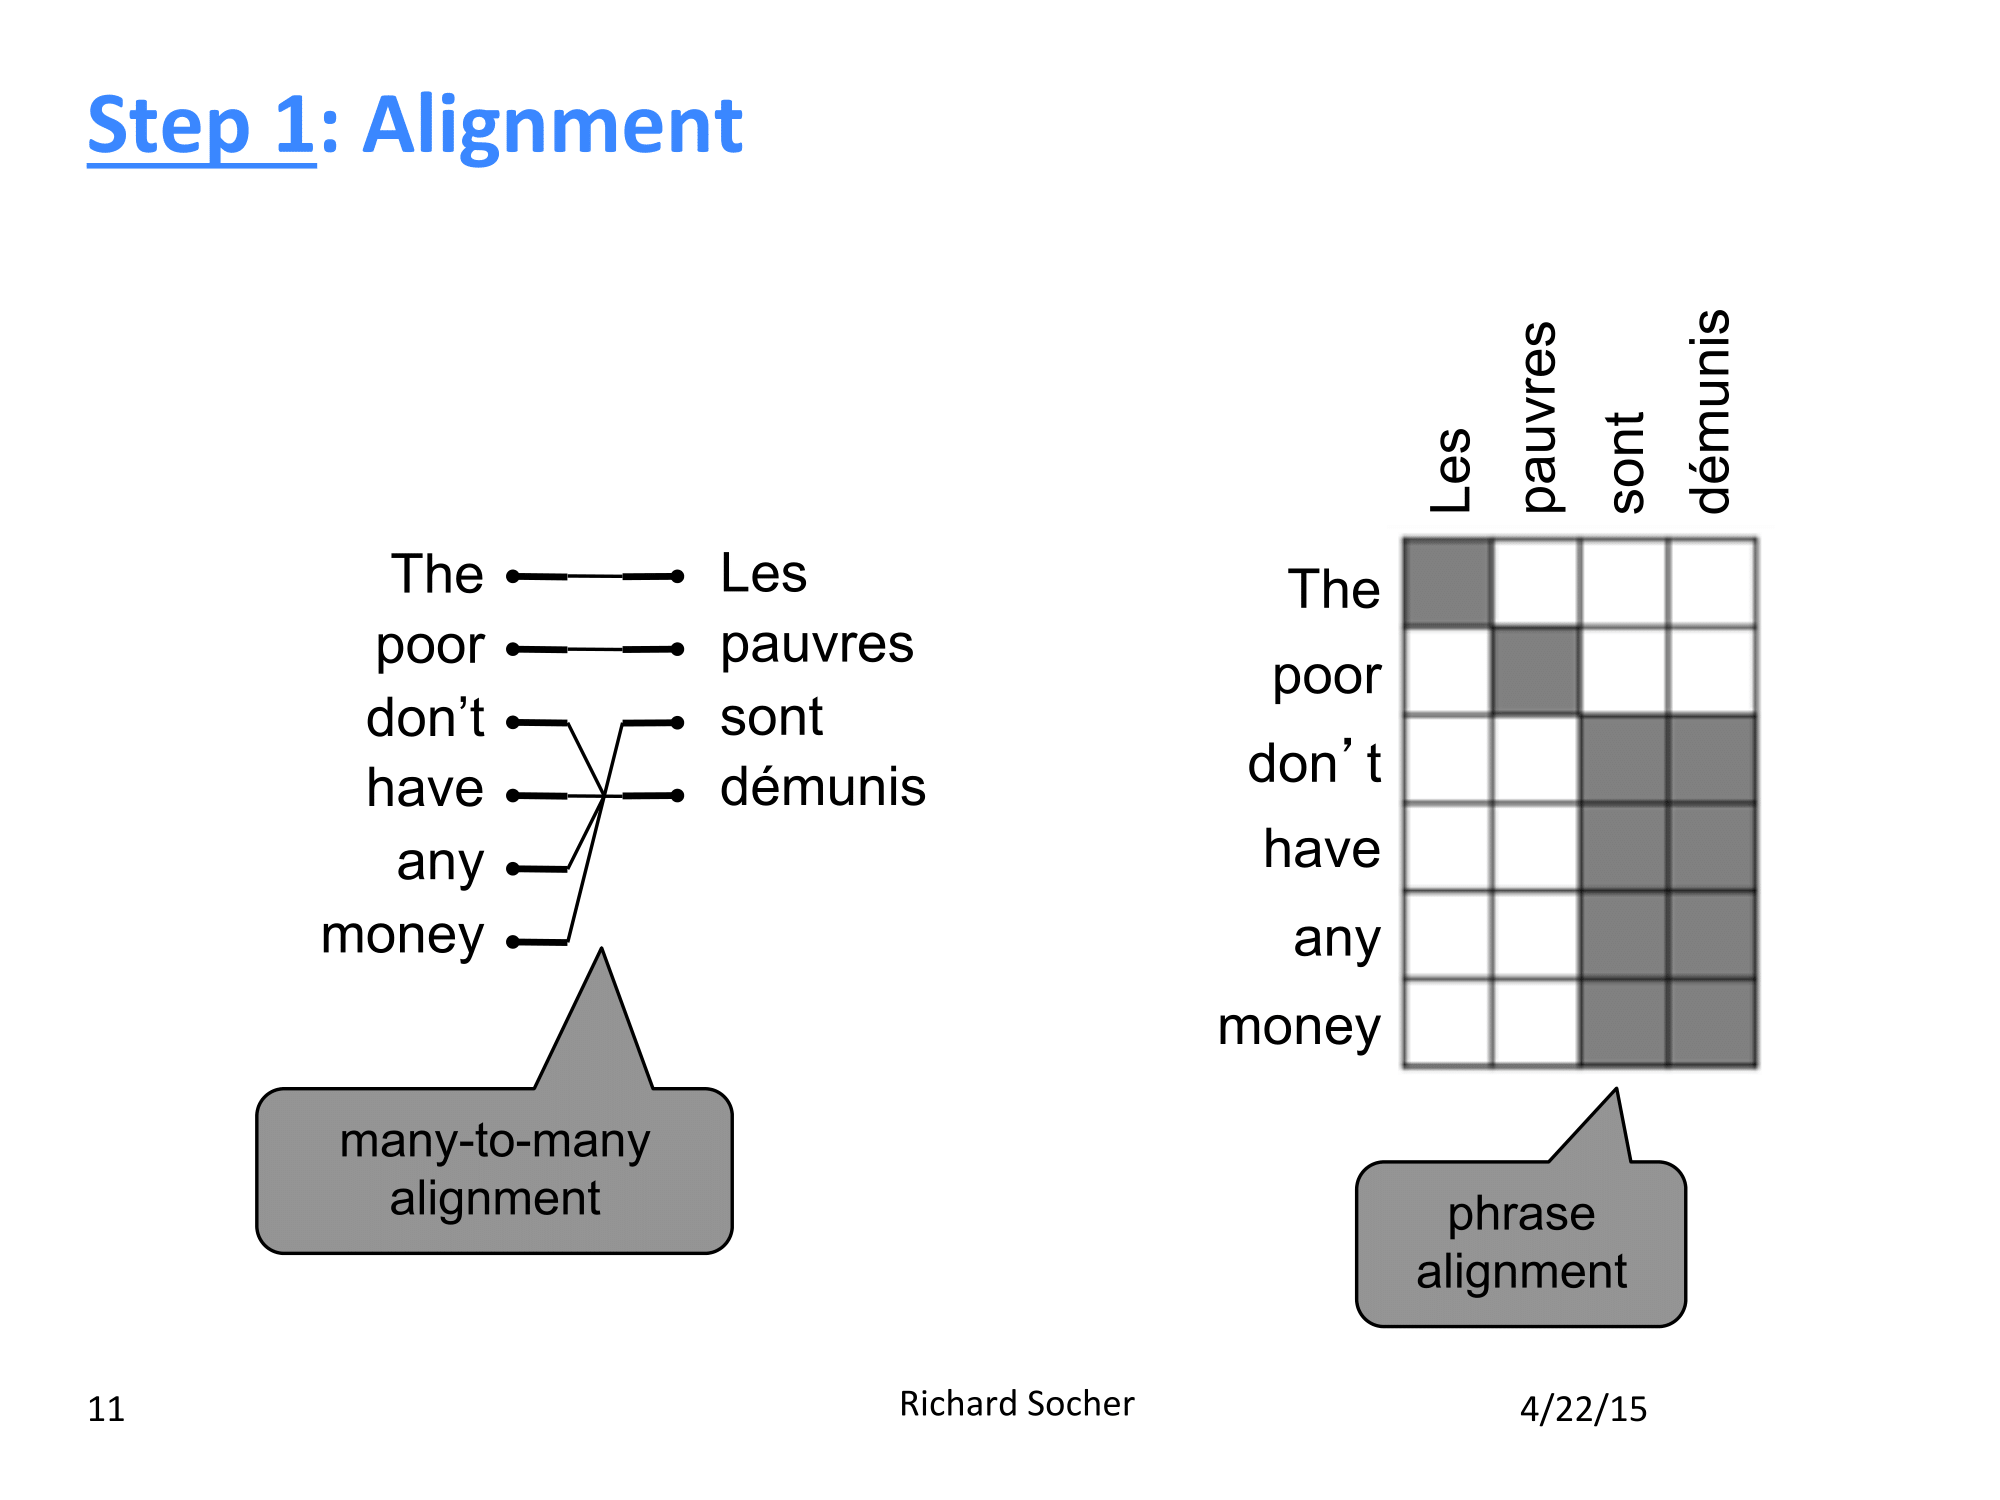 Step 1: Alignment
The Les
poor pauvres
don’t sont
have démunis
any
money
many-to-many
alignment
Les
pauvres
sont
démunis
The
poor
don’t
have
any
money
phrase
alignment
11
Richard Socher
4/22/15